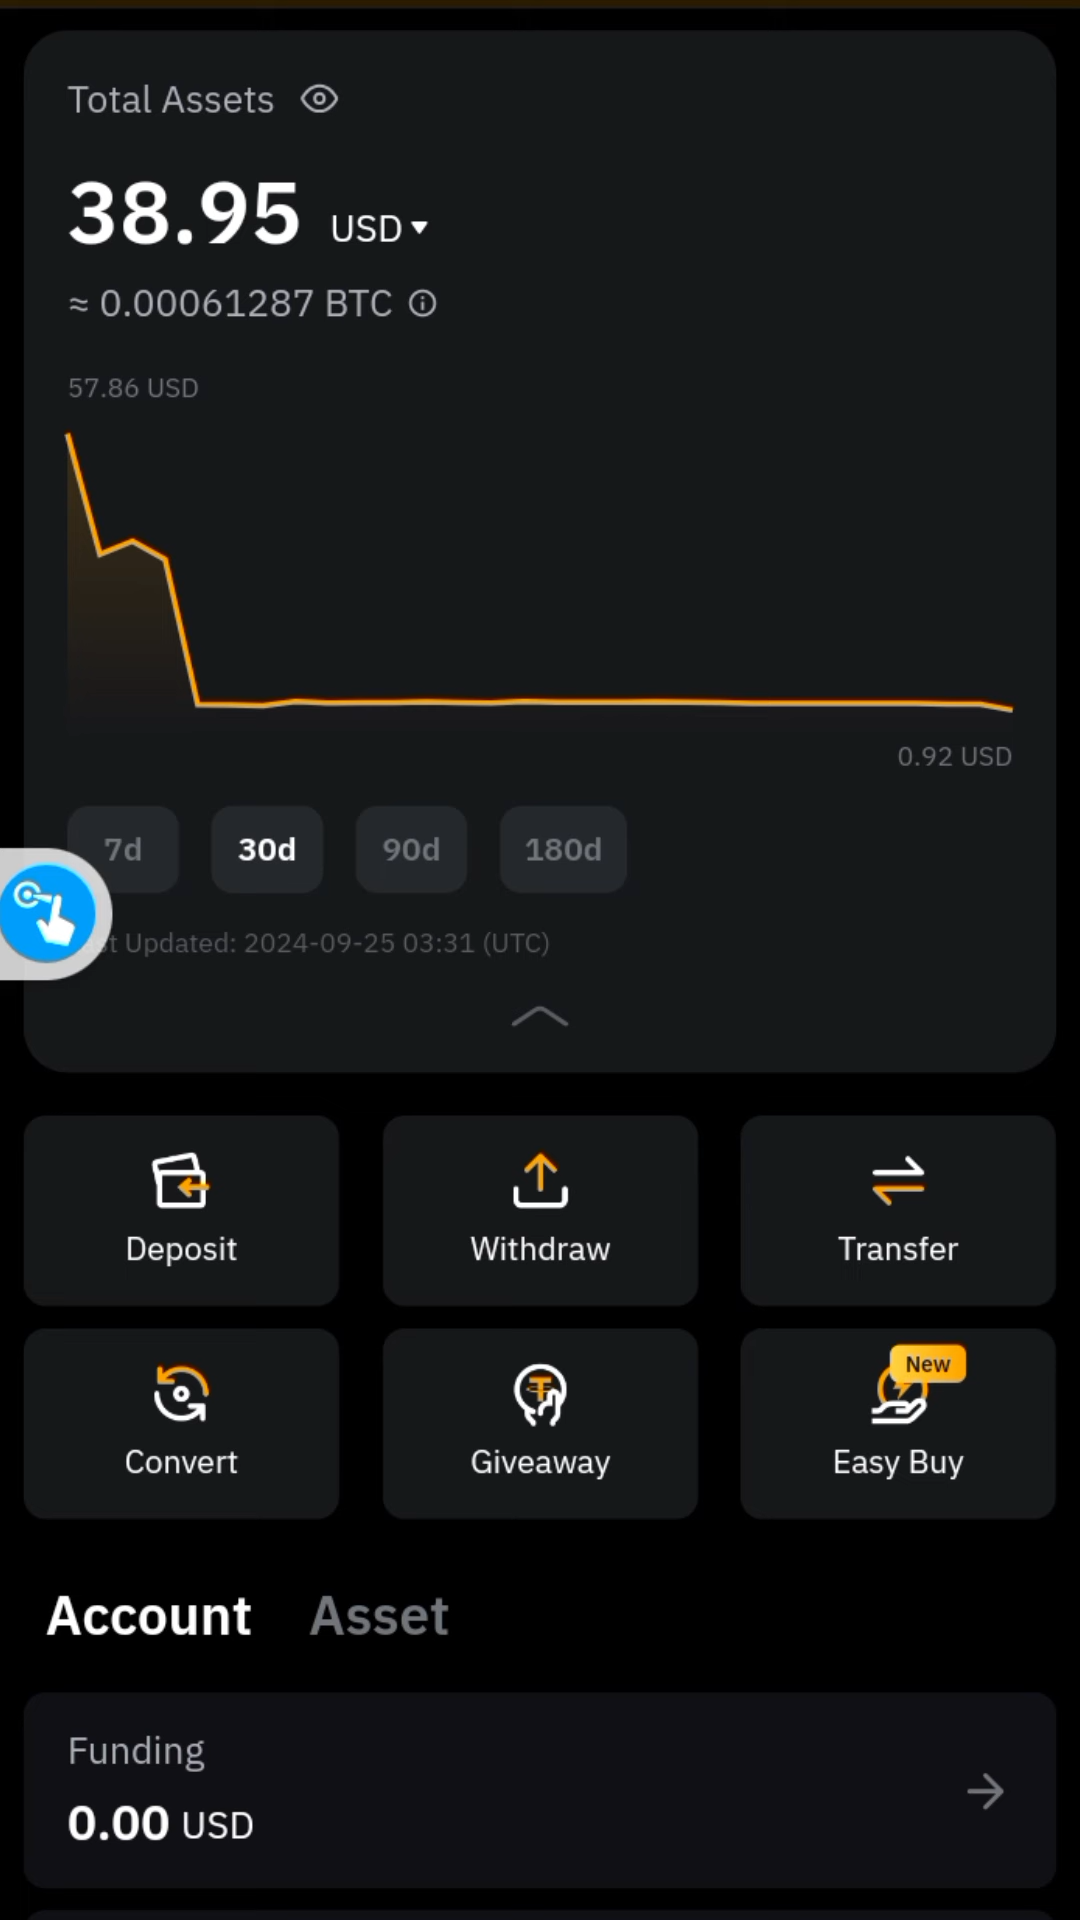 Total Assets
38.95 USD
≈ 0.00061287 BTC
57.86 USD
0.92 USD
7d 30d 90d 180d
t Updated: 2024-09-25 03:31 (UTC)
Deposit Withdraw Transfer
New
Convert Giveaway Easy Buy
Account Asset
Funding
0.00 USD